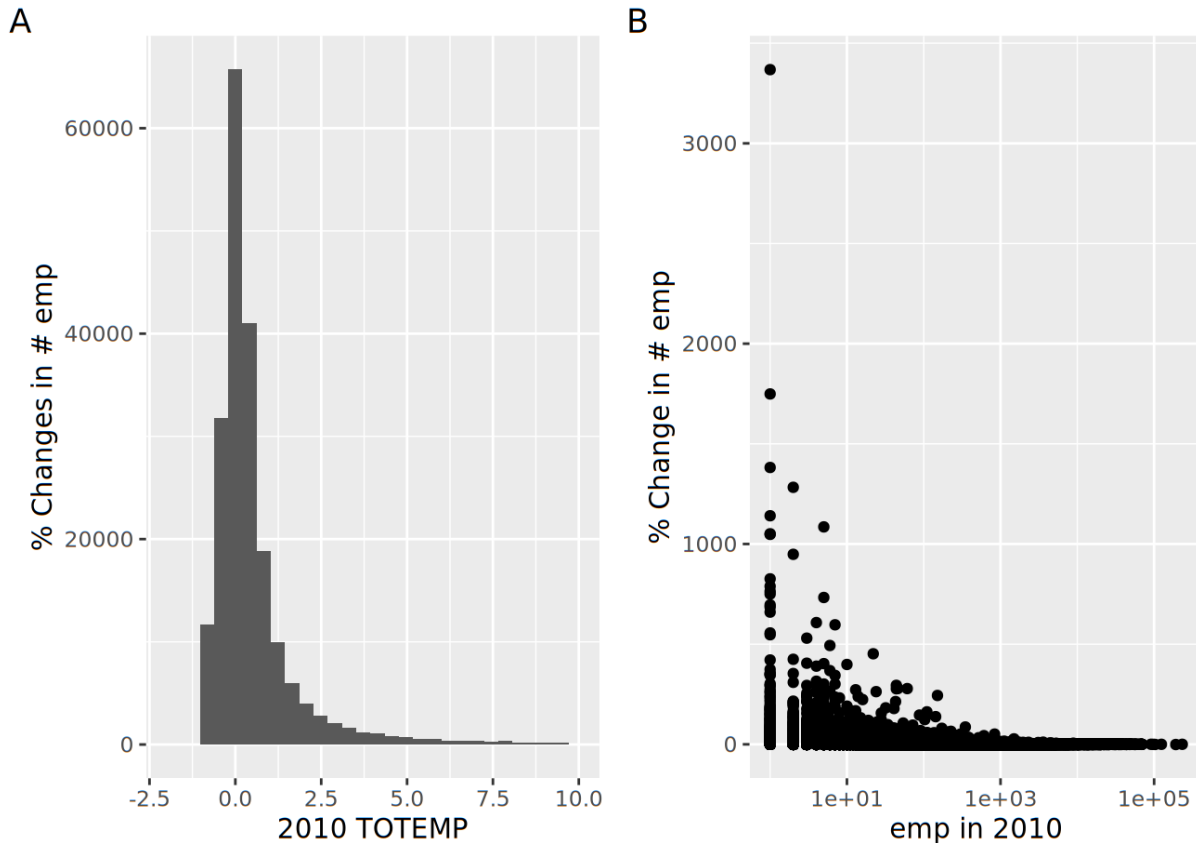 A
% Changes in # emp
60000
40000
20000
0
-2.5 0.0 2.5 5.0 7.5 10.0
2010 TOTEMP
B
% Change in # emp
3000
2000
1000
0
1e+01 1e+03 1e+05
emp in 2010